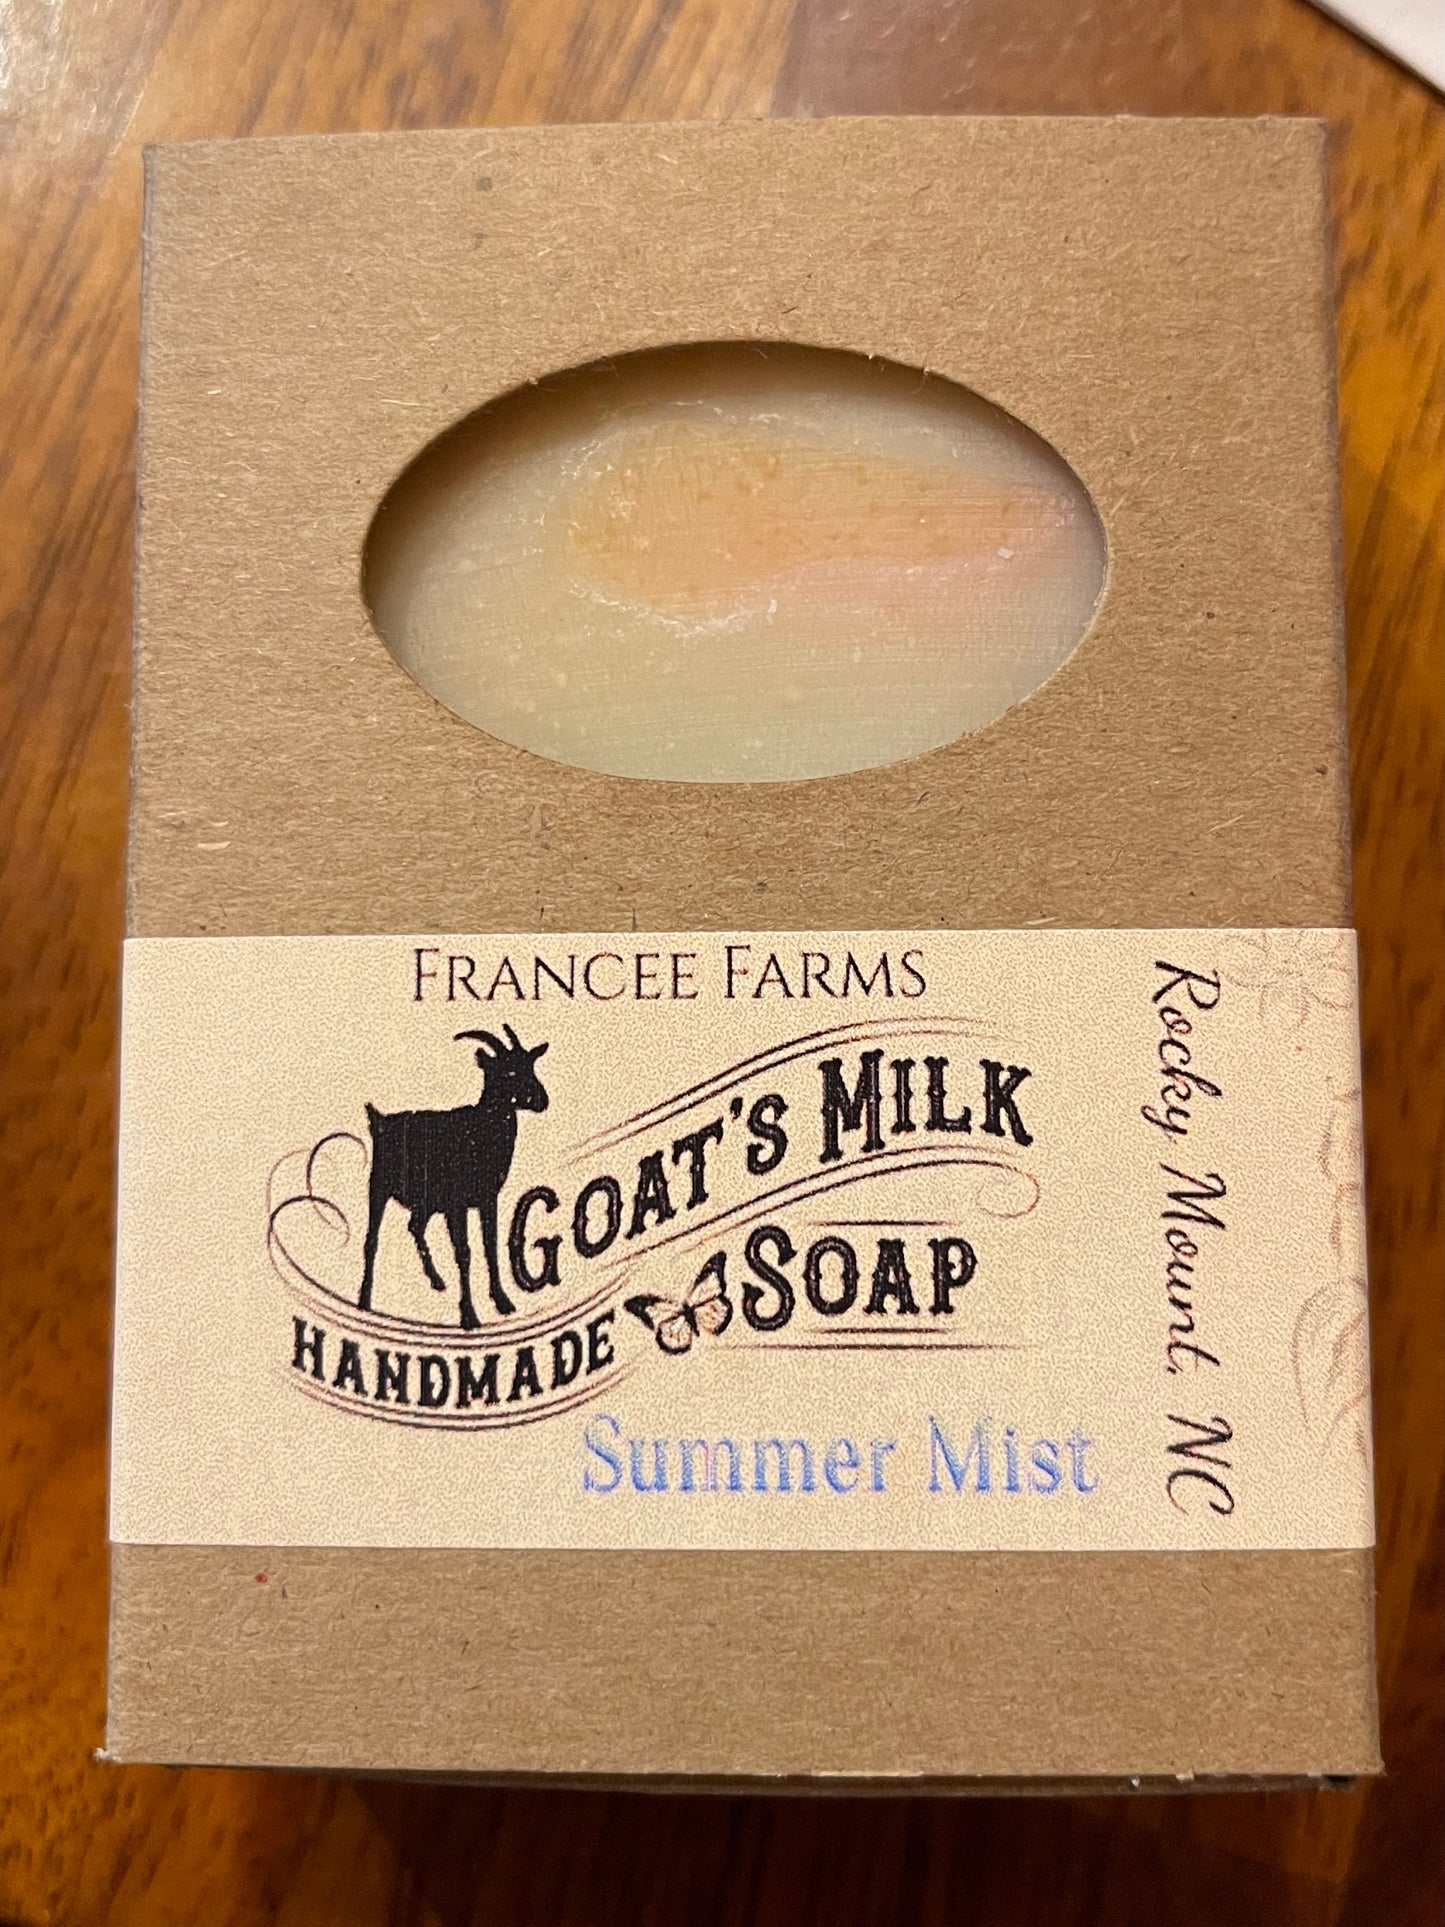 FRANCEE FARMS
GOAT'S MILK
HANDMADE SOAP
Summer Mist
Rocky Mount, NC